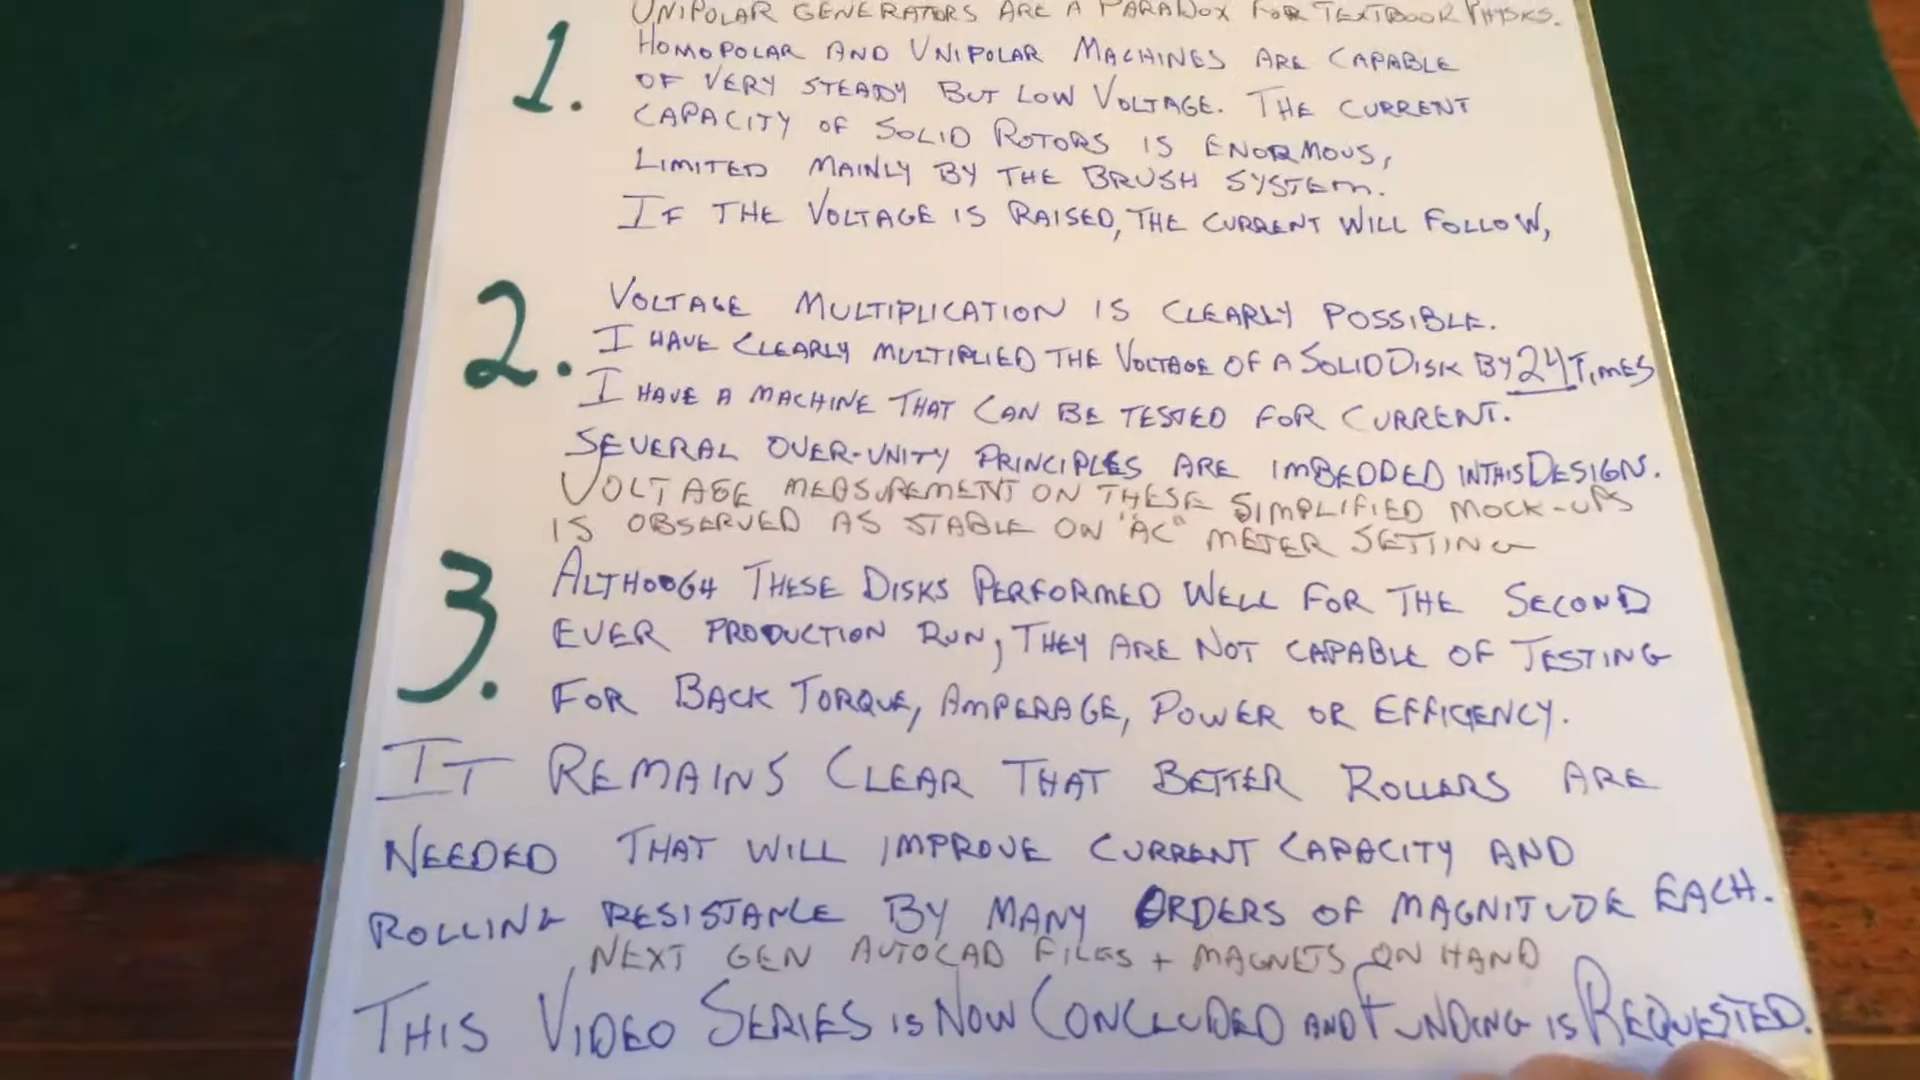 UNIPOLAR GENERATORS ARE A PARADOX FOR TEXTBOOK PHYSICS.
1. HOMOPOLAR AND UNIPOLAR MACHINES ARE CAPABLE
OF VERY STEADY BUT LOW VOLTAGE. THE CURRENT
CAPACITY OF SOLID ROTORS IS ENORMOUS,
LIMITED MAINLY BY THE BRUSH SYSTEM.
IF THE VOLTAGE IS RAISED, THE CURRENT WILL FOLLOW,
2. VOLTAGE MULTIPLICATION IS CLEARLY POSSIBLE.
I HAVE CLEARLY MULTIPLIED THE VOLTAGE OF A SOLID DISK BY 24 TIMES
I HAVE A MACHINE THAT CAN BE TESTED FOR CURRENT.
SEVERAL OVER-UNITY PRINCIPLES ARE IMBEDDED IN THIS DESIGN.
VOLTAGE MEASUREMENT ON THESE SIMPLIFIED MOCK-UPS
IS OBSERVED AS STABLE ON "AC" METER SETTING
3. ALTHOUGH THESE DISKS PERFORMED WELL FOR THE SECOND
EVER PRODUCTION RUN, THEY ARE NOT CAPABLE OF TESTING
FOR BACK TORQUE, AMPERAGE, POWER OR EFFICIENCY.
IT REMAINS CLEAR THAT BETTER ROLLERS ARE
NEEDED THAT WILL IMPROVE CURRENT CAPACITY AND
ROLLING RESISTANCE BY MANY ORDERS OF MAGNITUDE EACH.
NEXT GEN AUTOCAD FILES + MAGNETS ON HAND
THIS VIDEO SERIES IS NOW CONCLUDED AND FUNDING IS REQUESTED.